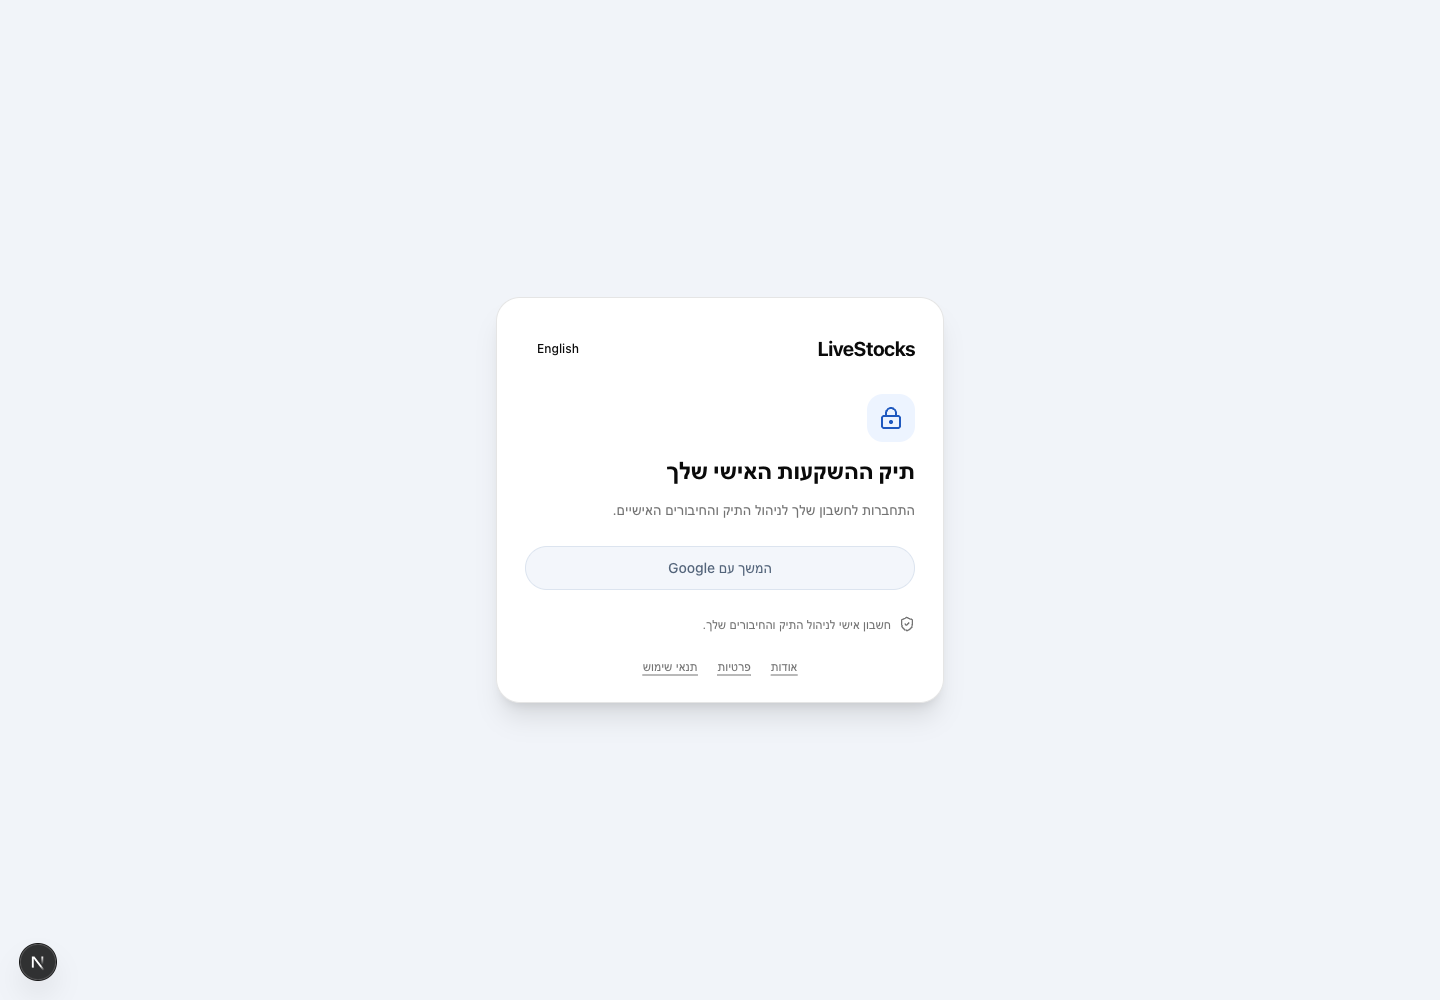 LiveStocks
English
תיק ההשקעות האישי שלך
התחברות לחשבון שלך לניהול התיק והחיבורים האישיים.
המשך עם Google
חשבון אישי לניהול התיק והחיבורים שלך.
אודות פרטיות תנאי שימוש
N